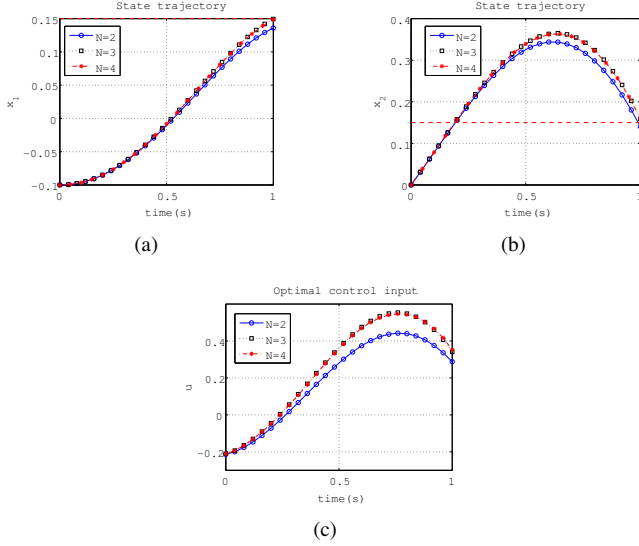 State trajectory
0.15
0.1
0.05
0
−0.05
−0.1
x1
N=2
N=3
N=4
0
0.5
1
time(s)
(a)
State trajectory
0.4
0.3
0.2
0.1
0
x2
N=2
N=3
N=4
0
0.5
1
time(s)
(b)
Optimal control input
0.4
0.2
0
−0.2
u
N=2
N=3
N=4
0
0.5
1
time(s)
(c)